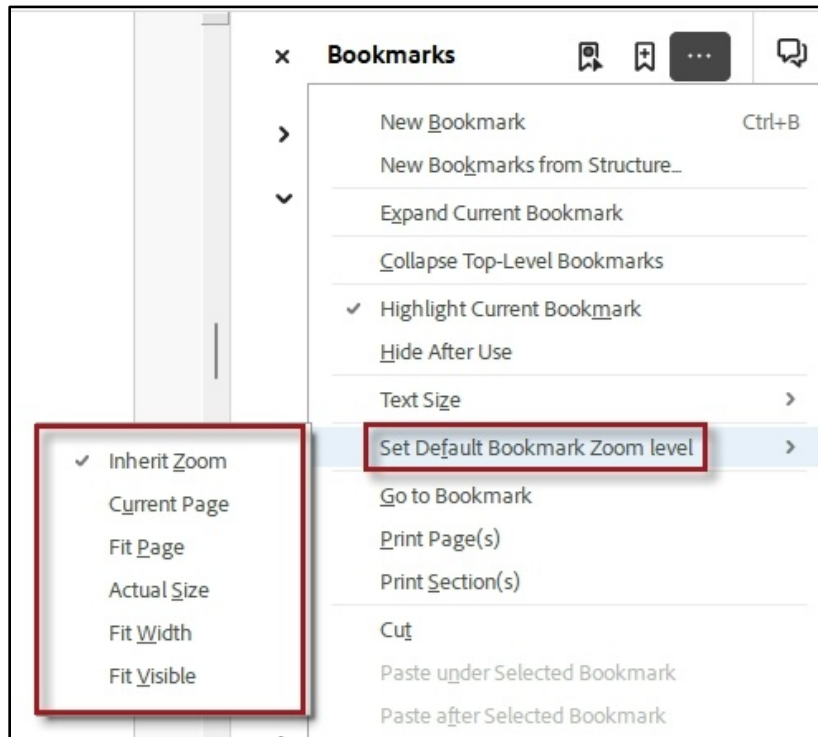 Bookmarks
New Bookmark Ctrl+B
New Bookmarks from Structure...
Expand Current Bookmark
Collapse Top-Level Bookmarks
Highlight Current Bookmark
Hide After Use
Text Size
Set Default Bookmark Zoom level
Go to Bookmark
Print Page(s)
Print Section(s)
Cut
Paste under Selected Bookmark
Paste after Selected Bookmark
Inherit Zoom
Current Page
Fit Page
Actual Size
Fit Width
Fit Visible